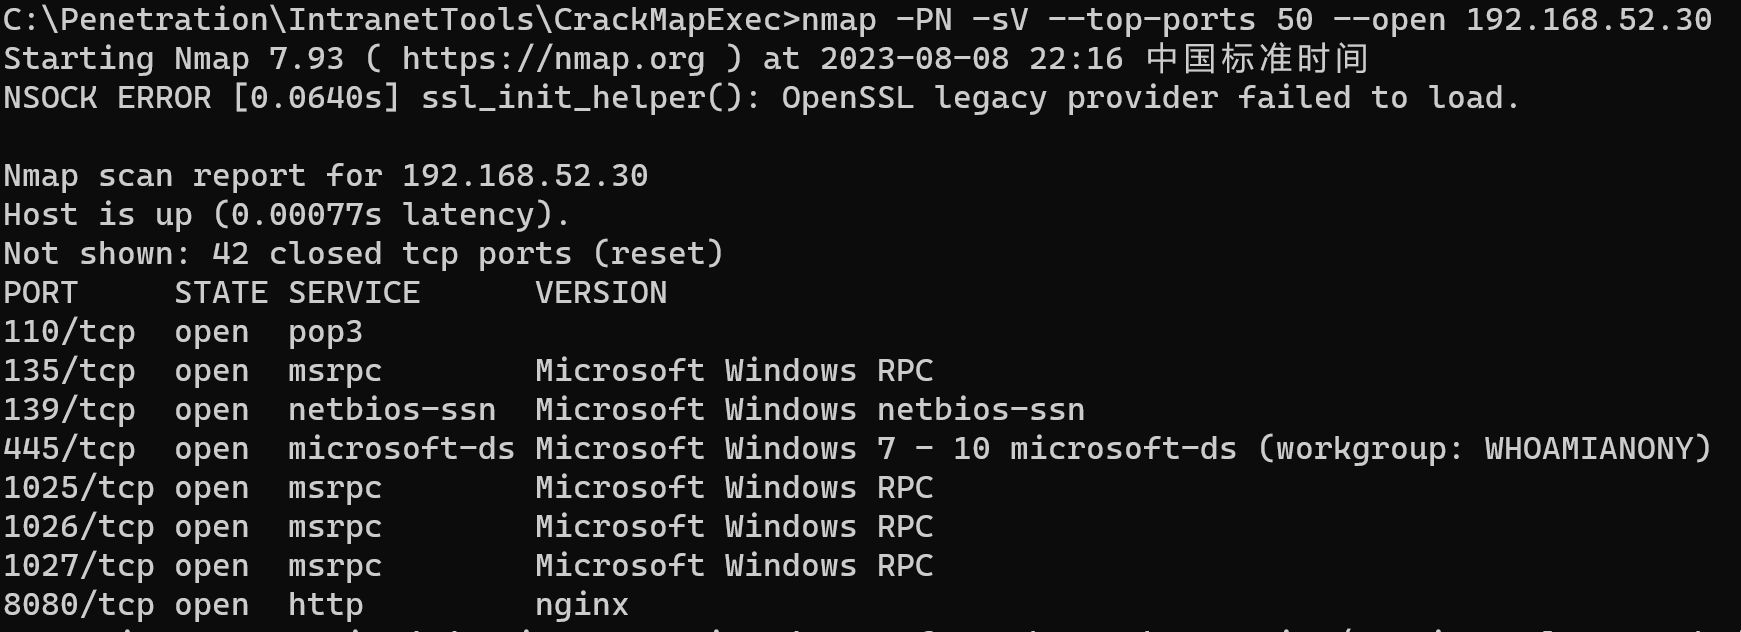 C:\Penetration\IntranetTools\CrackMapExec>nmap -PN -sV --top-ports 50 --open 192.168.52.30
Starting Nmap 7.93 ( https://nmap.org ) at 2023-08-08 22:16 中国标准时间
NSOCK ERROR [0.0640s] ssl_init_helper(): OpenSSL legacy provider failed to load.
Nmap scan report for 192.168.52.30
Host is up (0.00077s latency).
Not shown: 42 closed tcp ports (reset)
PORT     STATE SERVICE      VERSION
110/tcp  open  pop3
135/tcp  open  msrpc        Microsoft Windows RPC
139/tcp  open  netbios-ssn  Microsoft Windows netbios-ssn
445/tcp  open  microsoft-ds Microsoft Windows 7 - 10 microsoft-ds (workgroup: WHOAMIANONY)
1025/tcp open  msrpc        Microsoft Windows RPC
1026/tcp open  msrpc        Microsoft Windows RPC
1027/tcp open  msrpc        Microsoft Windows RPC
8080/tcp open  http         nginx